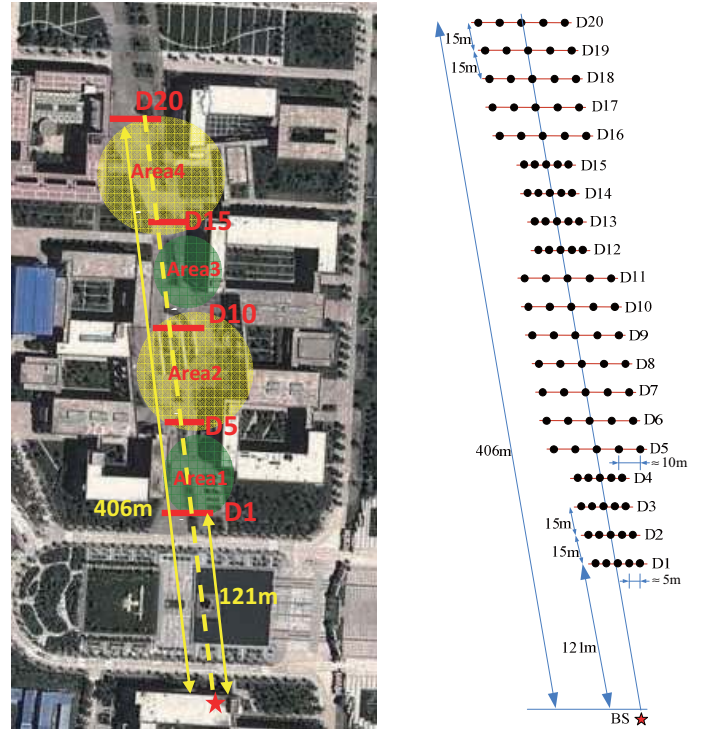 D20
Area4
D15
Area3
D10
Area2
D5
Area1
406m
D1
121m
D20
15m
D19
15m
D18
D17
D16
D15
D14
D13
D12
D11
D10
D9
D8
D7
D6
406m
D5
≈10m
D4
D3
15m
D2
15m
D1
≈5m
121m
BS